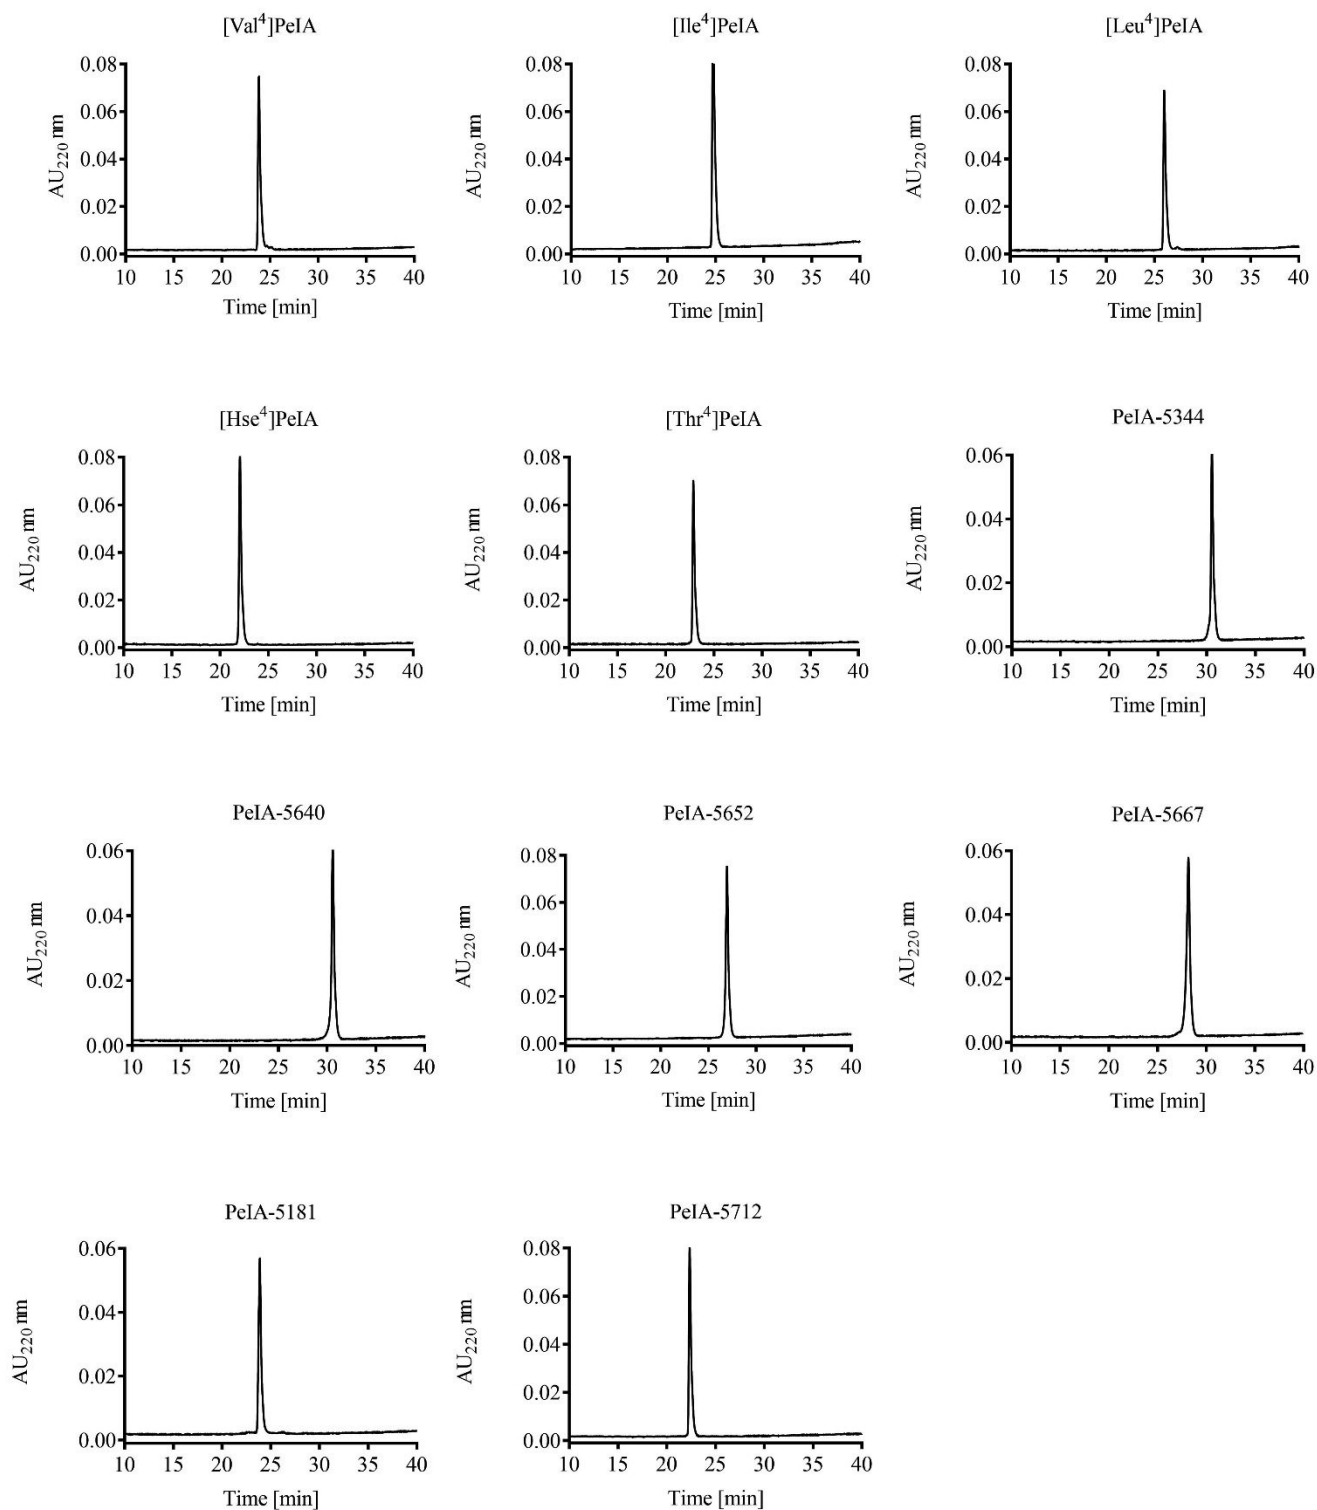 [Val⁴]PeIA
0.08
0.06
0.04
0.02
0.00
AU₂₂₀ nm
10 15 20 25 30 35 40
Time [min]
[Ile⁴]PeIA
0.08
0.06
0.04
0.02
0.00
AU₂₂₀ nm
10 15 20 25 30 35 40
Time [min]
[Leu⁴]PeIA
0.08
0.06
0.04
0.02
0.00
AU₂₂₀ nm
10 15 20 25 30 35 40
Time [min]
[Hse⁴]PeIA
0.08
0.06
0.04
0.02
0.00
AU₂₂₀ nm
10 15 20 25 30 35 40
Time [min]
[Thr⁴]PeIA
0.08
0.06
0.04
0.02
0.00
AU₂₂₀ nm
10 15 20 25 30 35 40
Time [min]
PeIA-5344
0.06
0.04
0.02
0.00
AU₂₂₀ nm
10 15 20 25 30 35 40
Time [min]
PeIA-5640
0.06
0.04
0.02
0.00
AU₂₂₀ nm
10 15 20 25 30 35 40
Time [min]
PeIA-5652
0.08
0.06
0.04
0.02
0.00
AU₂₂₀ nm
10 15 20 25 30 35 40
Time [min]
PeIA-5667
0.06
0.04
0.02
0.00
AU₂₂₀ nm
10 15 20 25 30 35 40
Time [min]
PeIA-5181
0.06
0.04
0.02
0.00
AU₂₂₀ nm
10 15 20 25 30 35 40
Time [min]
PeIA-5712
0.08
0.06
0.04
0.02
0.00
AU₂₂₀ nm
10 15 20 25 30 35 40
Time [min]